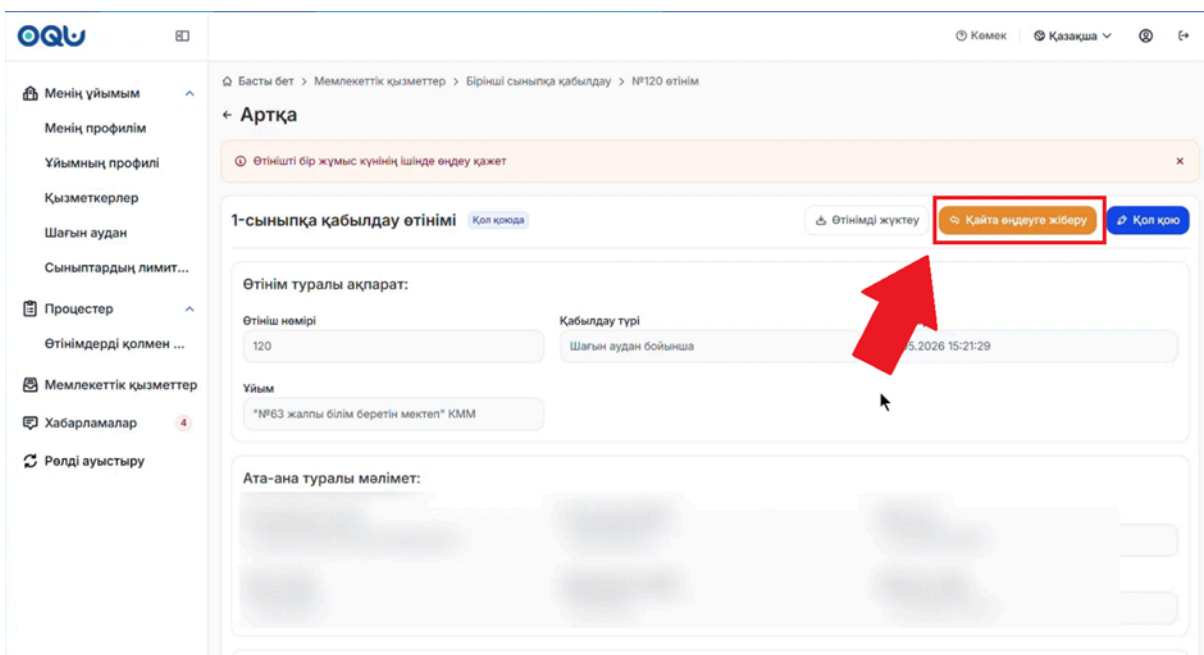 OQU
Көмек
Қазақша
Басты бет > Мемлекеттік қызметтер > Бірінші сыныпқа қабылдау > №120 өтінім
← Артқа
Өтінішті бір жұмыс күнінің ішінде өңдеу қажет
Менің ұйымым
Менің профилім
Ұйымның профилі
Қызметкерлер
Шағын аудан
Сыныптардың лимит...
Процестер
Өтінімдерді қолмен ...
Мемлекеттік қызметтер
Хабарламалар 4
Рөлді ауыстыру
1-сыныпқа қабылдау өтінімі
Қол қоюда
Өтінімді жүктеу
Қайта өңдеуге жіберу
Қол қою
Өтінім туралы ақпарат:
Өтініш нөмірі
120
Қабылдау түрі
Шағын аудан бойынша
5.2026 15:21:29
Ұйым
"№63 жалпы білім беретін мектеп" КММ
Ата-ана туралы мәлімет: